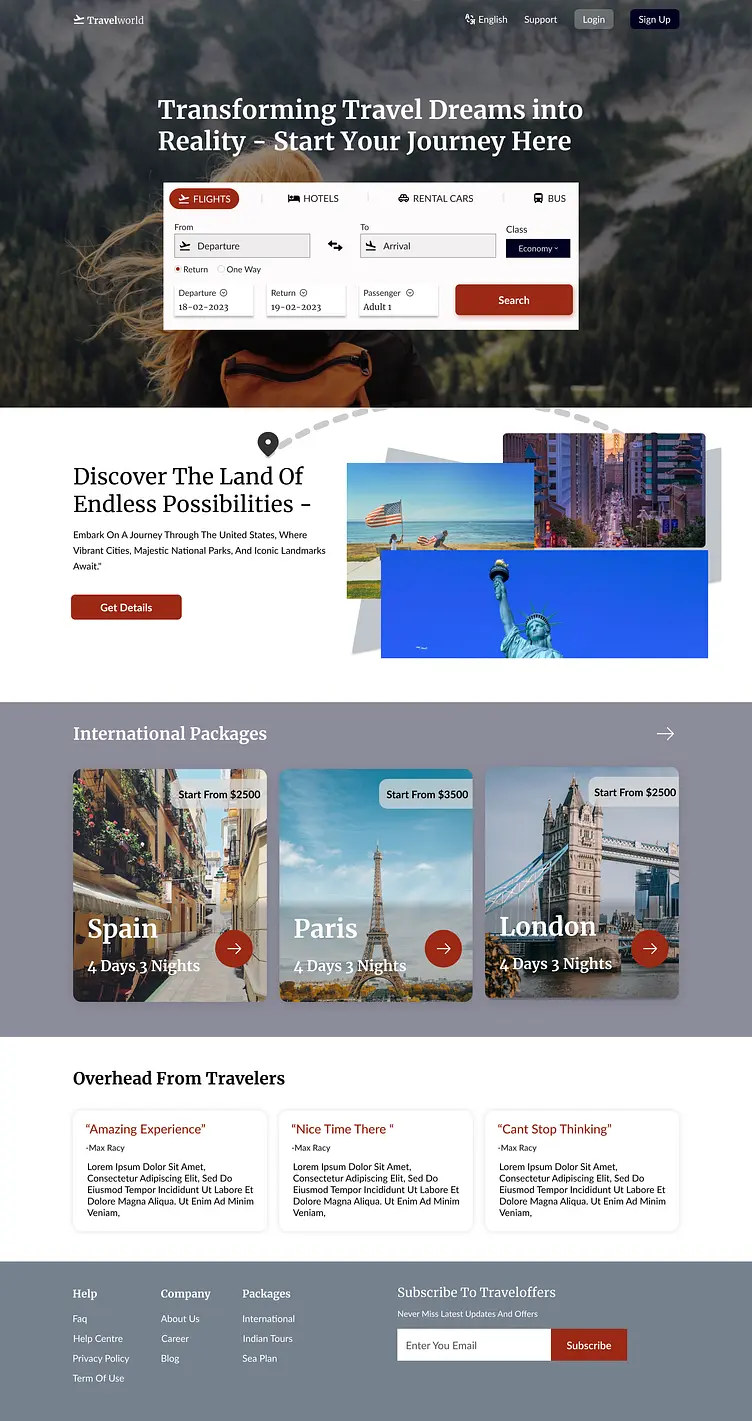 Travelworld
English Support Login Sign Up
Transforming Travel Dreams into
Reality - Start Your Journey Here
FLIGHTS HOTELS RENTAL CARS BUS
From To Class
Departure Arrival Economy
Return One Way
Departure Return Passenger
18-02-2023 19-02-2023 Adult 1 Search
Discover The Land Of
Endless Possibilities -
Embark On A Journey Through The United States, Where
Vibrant Cities, Majestic National Parks, And Iconic Landmarks
Await."
Get Details
International Packages
Start From $2500
Spain
4 Days 3 Nights
Start From $3500
Paris
4 Days 3 Nights
Start From $2500
London
4 Days 3 Nights
Overhead From Travelers
“Amazing Experience”
-Max Racy
Lorem Ipsum Dolor Sit Amet,
Consectetur Adipiscing Elit, Sed Do
Eiusmod Tempor Incididunt Ut Labore Et
Dolore Magna Aliqua. Ut Enim Ad Minim
Veniam,
“Nice Time There “
-Max Racy
Lorem Ipsum Dolor Sit Amet,
Consectetur Adipiscing Elit, Sed Do
Eiusmod Tempor Incididunt Ut Labore Et
Dolore Magna Aliqua. Ut Enim Ad Minim
Veniam,
“Cant Stop Thinking”
-Max Racy
Lorem Ipsum Dolor Sit Amet,
Consectetur Adipiscing Elit, Sed Do
Eiusmod Tempor Incididunt Ut Labore Et
Dolore Magna Aliqua. Ut Enim Ad Minim
Veniam,
Help
Faq
Help Centre
Privacy Policy
Term Of Use
Company
About Us
Career
Blog
Packages
International
Indian Tours
Sea Plan
Subscribe To Traveloffers
Never Miss Latest Updates And Offers
Enter You Email Subscribe